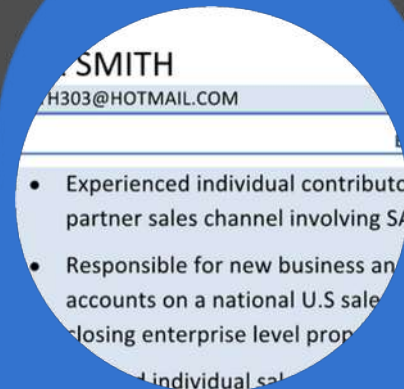 SMITH
H303@HOTMAIL.COM
• Experienced individual contributo
partner sales channel involving SA
• Responsible for new business an
accounts on a national U.S sale
closing enterprise level prop
individual sal